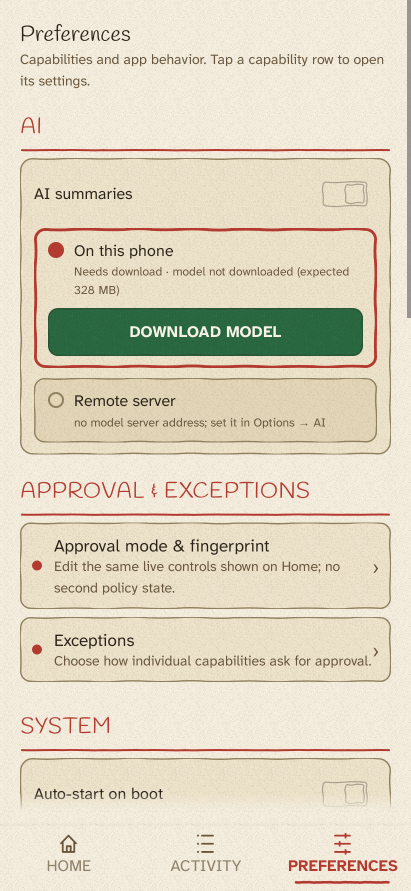 Preferences
Capabilities and app behavior. Tap a capability row to open
its settings.
AI
AI summaries
On this phone
Needs download · model not downloaded (expected
328 MB)
DOWNLOAD MODEL
Remote server
no model server address; set it in Options → AI
APPROVAL & EXCEPTIONS
Approval mode & fingerprint
Edit the same live controls shown on Home; no
second policy state.
›
Exceptions
Choose how individual capabilities ask for approval.
›
SYSTEM
Auto-start on boot
HOME
ACTIVITY
PREFERENCES